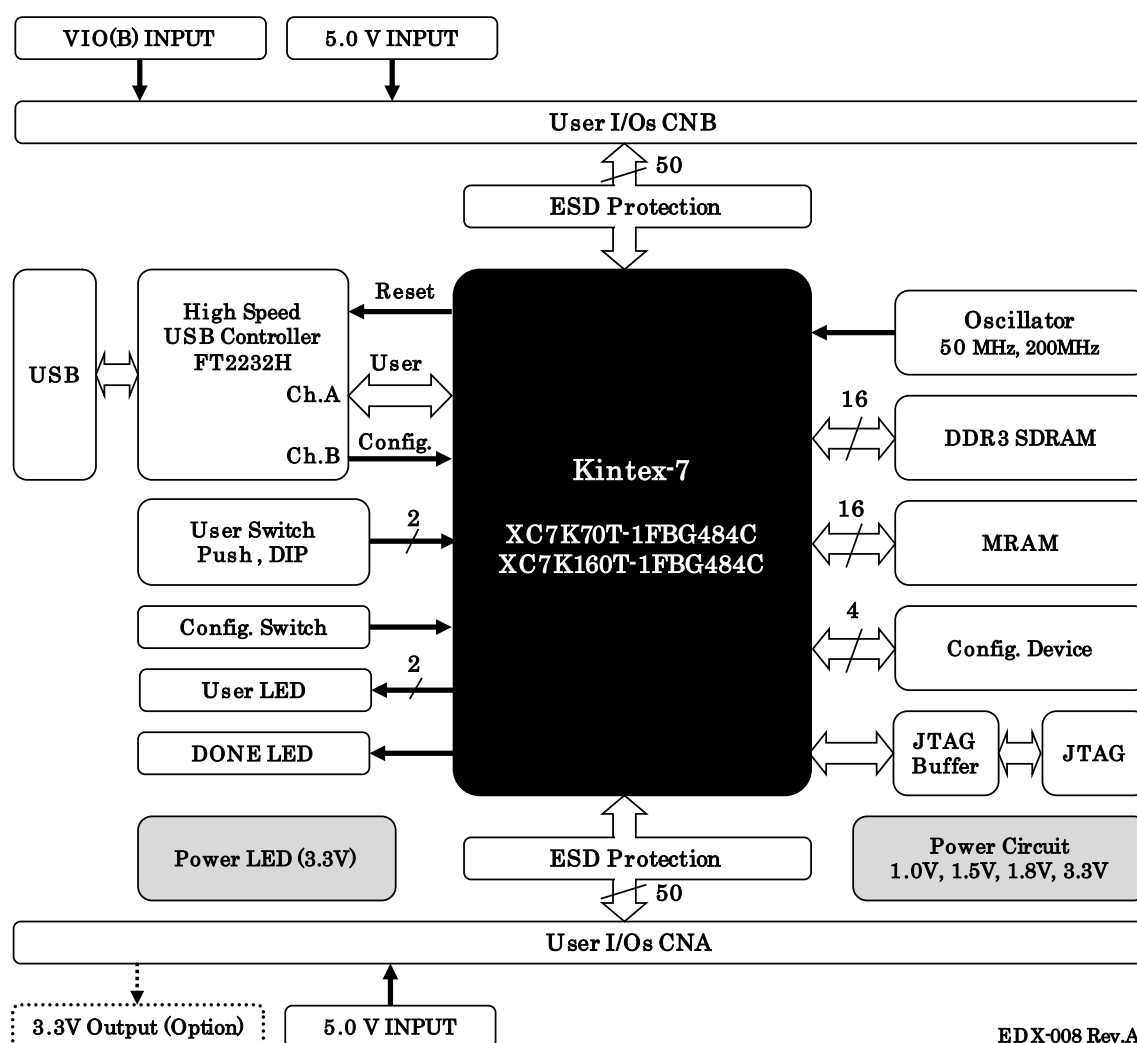 VIO(B) INPUT
5.0 V INPUT
User I/Os CNB
50
ESD Protection
Reset
High Speed
USB Controller
FT2232H
USB
User
Ch.A
Config.
Ch.B
Oscillator
50 MHz, 200MHz
16
DDR3 SDRAM
Kintex-7
XC7K70T-1FBG484C
XC7K160T-1FBG484C
16
MRAM
User Switch
Push , DIP
2
Config. Switch
4
Config. Device
User LED
2
DONE LED
JTAG
Buffer
JTAG
Power LED (3.3V)
ESD Protection
Power Circuit
1.0V, 1.5V, 1.8V, 3.3V
50
User I/Os CNA
3.3V Output (Option)
5.0 V INPUT
EDX-008 Rev.A